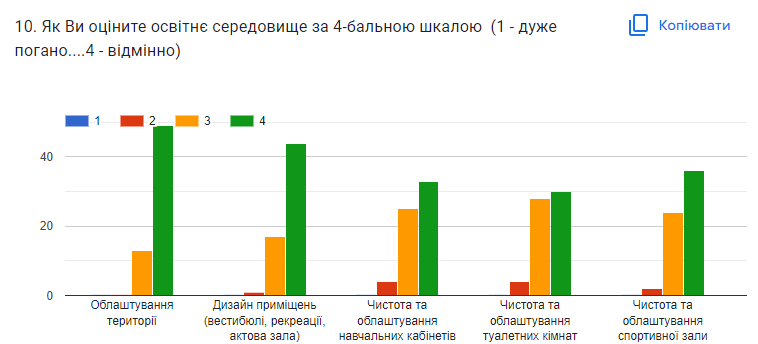 10. Як Ви оціните освітнє середовище за 4-бальною шкалою (1 - дуже
погано....4 - відмінно)
Копіювати
1 2 3 4
40
20
0
Облаштування
території
Дизайн приміщень
(вестибюлі, рекреації,
актова зала)
Чистота та
облаштування
навчальних кабінетів
Чистота та
облаштування
туалетних кімнат
Чистота та
облаштування
спортивної зали